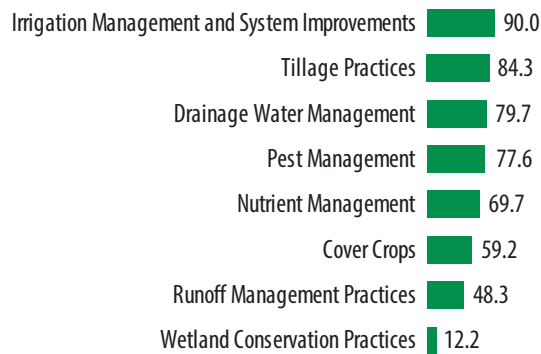 Irrigation Management and System Improvements 90.0
Tillage Practices 84.3
Drainage Water Management 79.7
Pest Management 77.6
Nutrient Management 69.7
Cover Crops 59.2
Runoff Management Practices 48.3
Wetland Conservation Practices 12.2